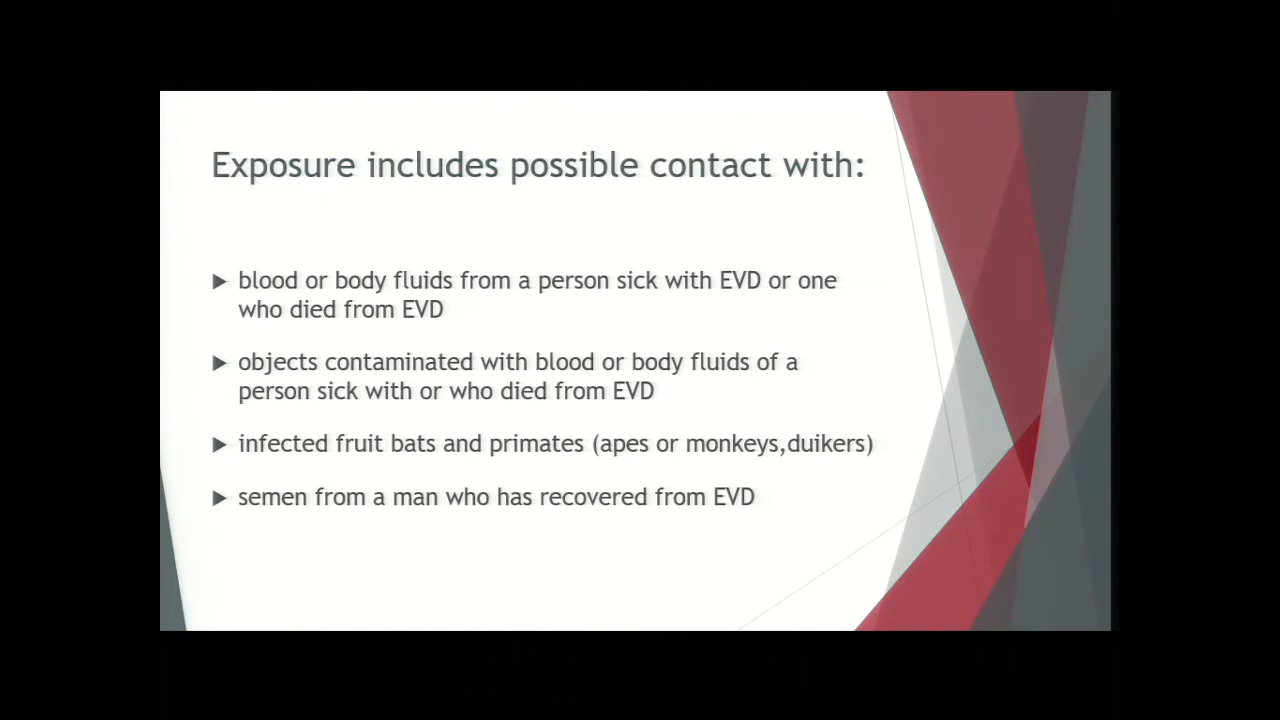 Exposure includes possible contact with:
blood or body fluids from a person sick with EVD or one
who died from EVD
objects contaminated with blood or body fluids of a
person sick with or who died from EVD
infected fruit bats and primates (apes or monkeys,duikers)
semen from a man who has recovered from EVD